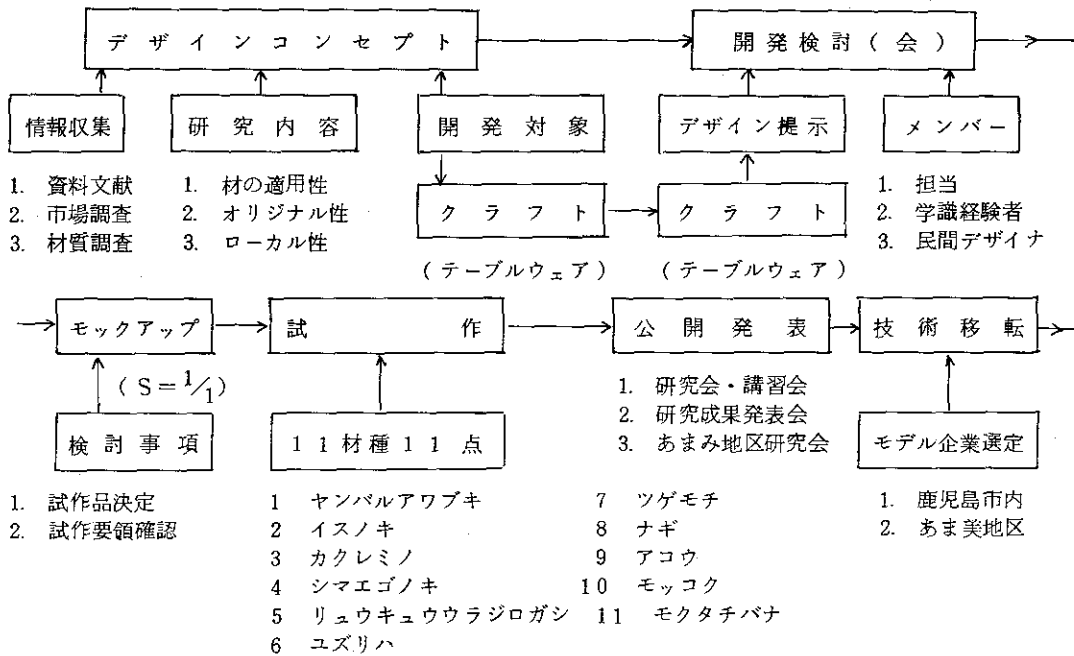 デザインコンセプト
開発検討(会)
情報収集
研究内容
開発対象
デザイン提示
メンバー
1. 資料文献
2. 市場調査
3. 材質調査
1. 材の適用性
2. オリジナル性
3. ローカル性
クラフト
(テーブルウェア)
クラフト
(テーブルウェア)
1. 担当
2. 学識経験者
3. 民間デザイナ
モックアップ
試作
公開発表
技術移転
(S=1/1)
検討事項
11材種11点
1. 研究会・講習会
2. 研究成果発表会
3. あまみ地区研究会
モデル企業選定
1. 試作品決定
2. 試作要領確認
1 ヤンバルアワブキ
2 イスノキ
3 カクレミノ
4 シマエゴノキ
5 リュウキュウウラジロガシ
6 ユズリハ
7 ツゲモチ
8 ナギ
9 アコウ
10 モッコク
11 モクタチバナ
1. 鹿児島市内
2. あま美地区